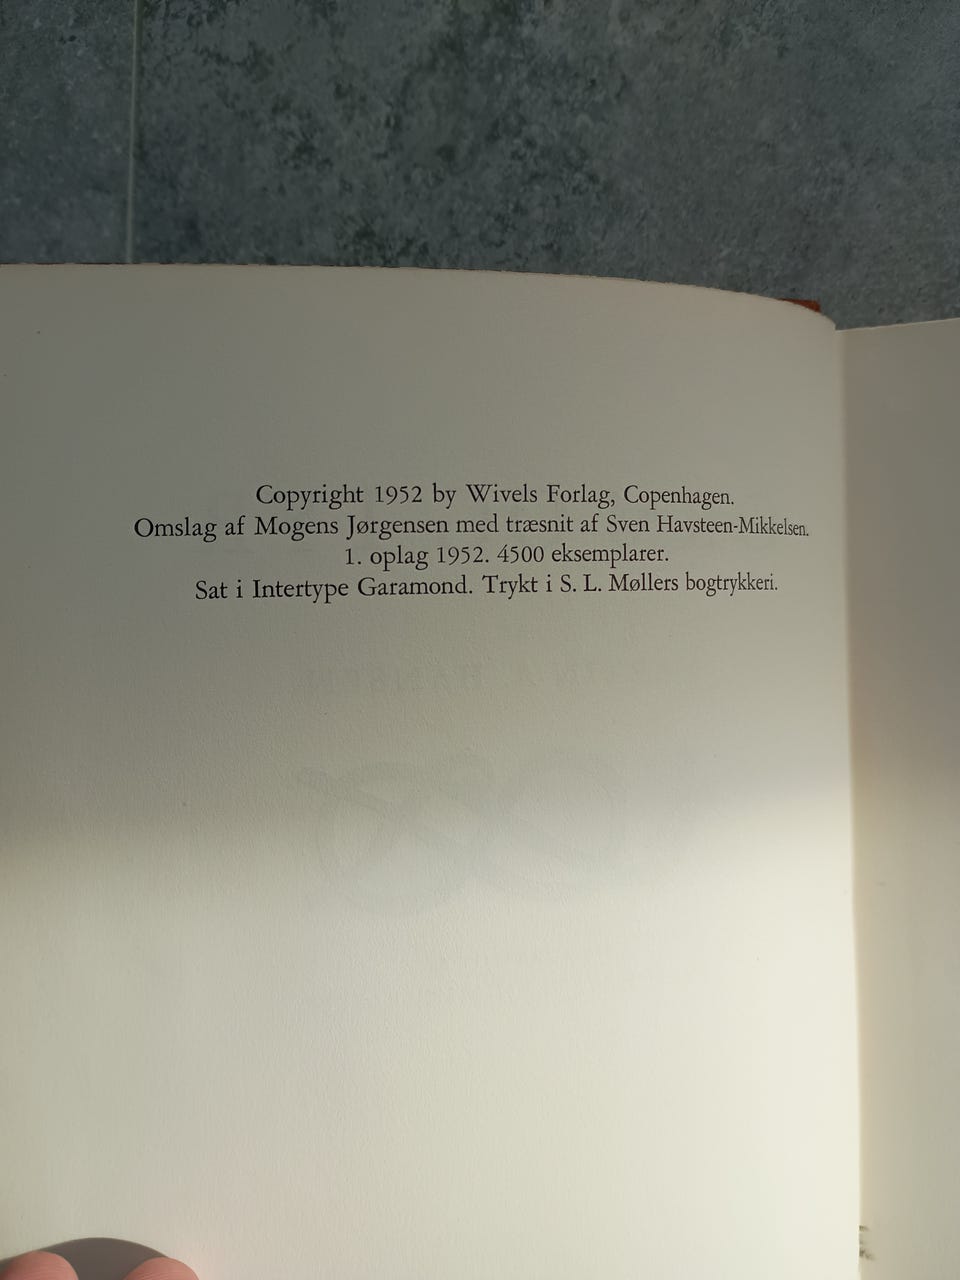 Copyright 1952 by Wivels Forlag, Copenhagen.
Omslag af Mogens Jørgensen med træsnit af Sven Havsteen-Mikkelsen.
1. oplag 1952. 4500 eksemplarer.
Sat i Intertype Garamond. Trykt i S. L. Møllers bogtrykkeri.